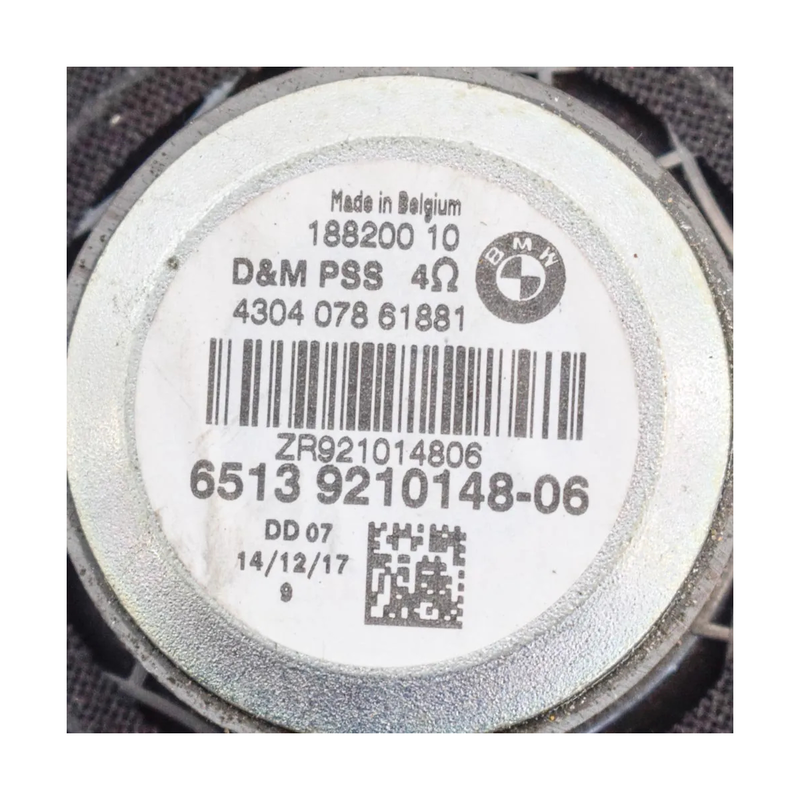 Made in Belgium
188200 10
D&M PSS 4Ω
BMW
4304 078 61881
ZR921014806
6513 9210148-06
DD 07
14/12/17
9